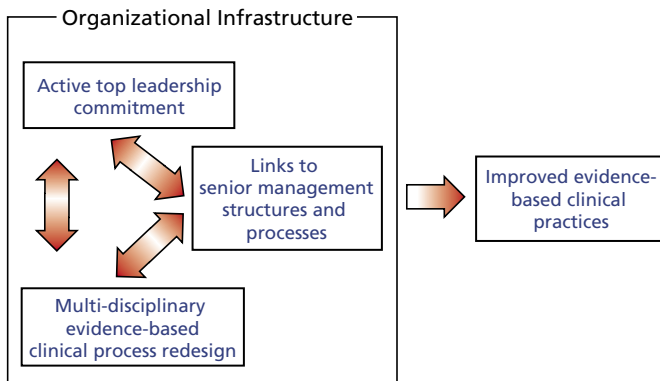 Organizational Infrastructure
Active top leadership
commitment
Links to
senior management
structures and
processes
Improved evidence-
based clinical
practices
Multi-disciplinary
evidence-based
clinical process redesign